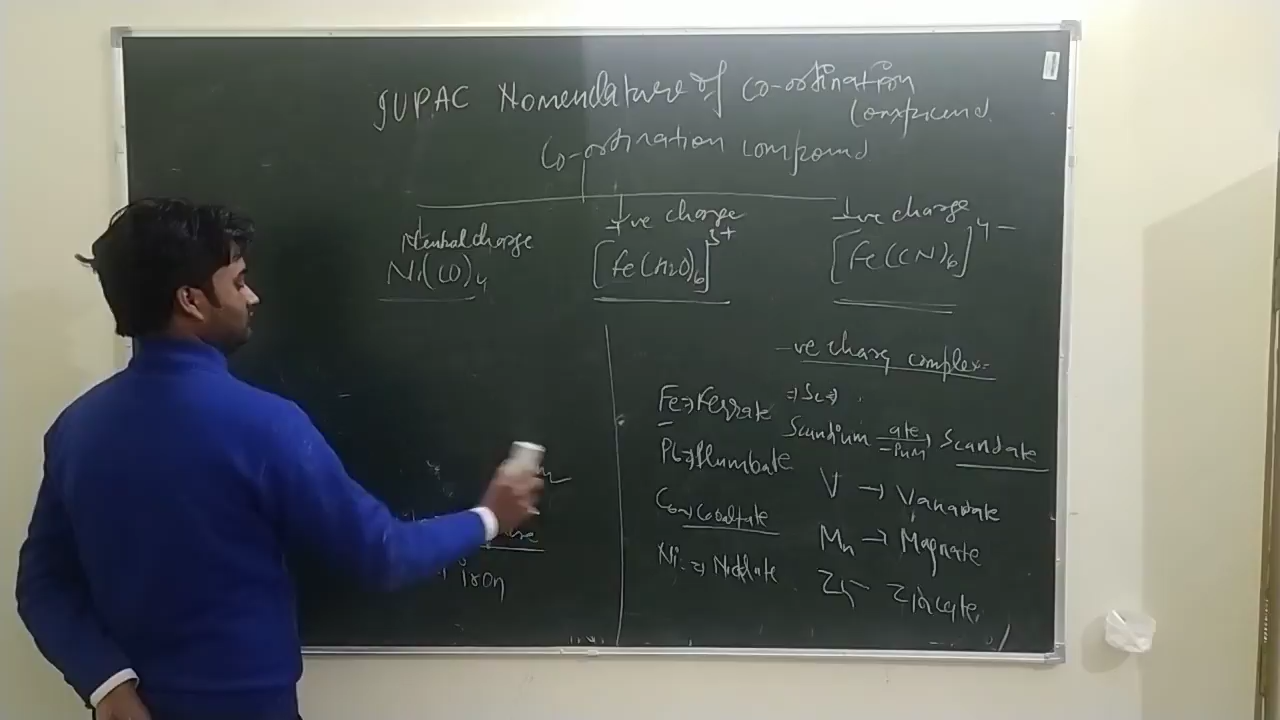 IUPAC Nomenclature of Co-ordination
Compound
Co-ordination compound
Neutral charge
Ni(CO)4
+ve charge
[Fe(H2O)6]3+
-ve charge
[Fe(CN)6]4-
-ve charg complex-
Fe→Ferrate
⇒Sc⇒
Scandium ate/-ium → Scandate
Pb→Plumbate
V → Vanadate
Co→Cobaltate
Mn → Magnate
Ni ⇒ Nicklate
Zn - Zincate
iron